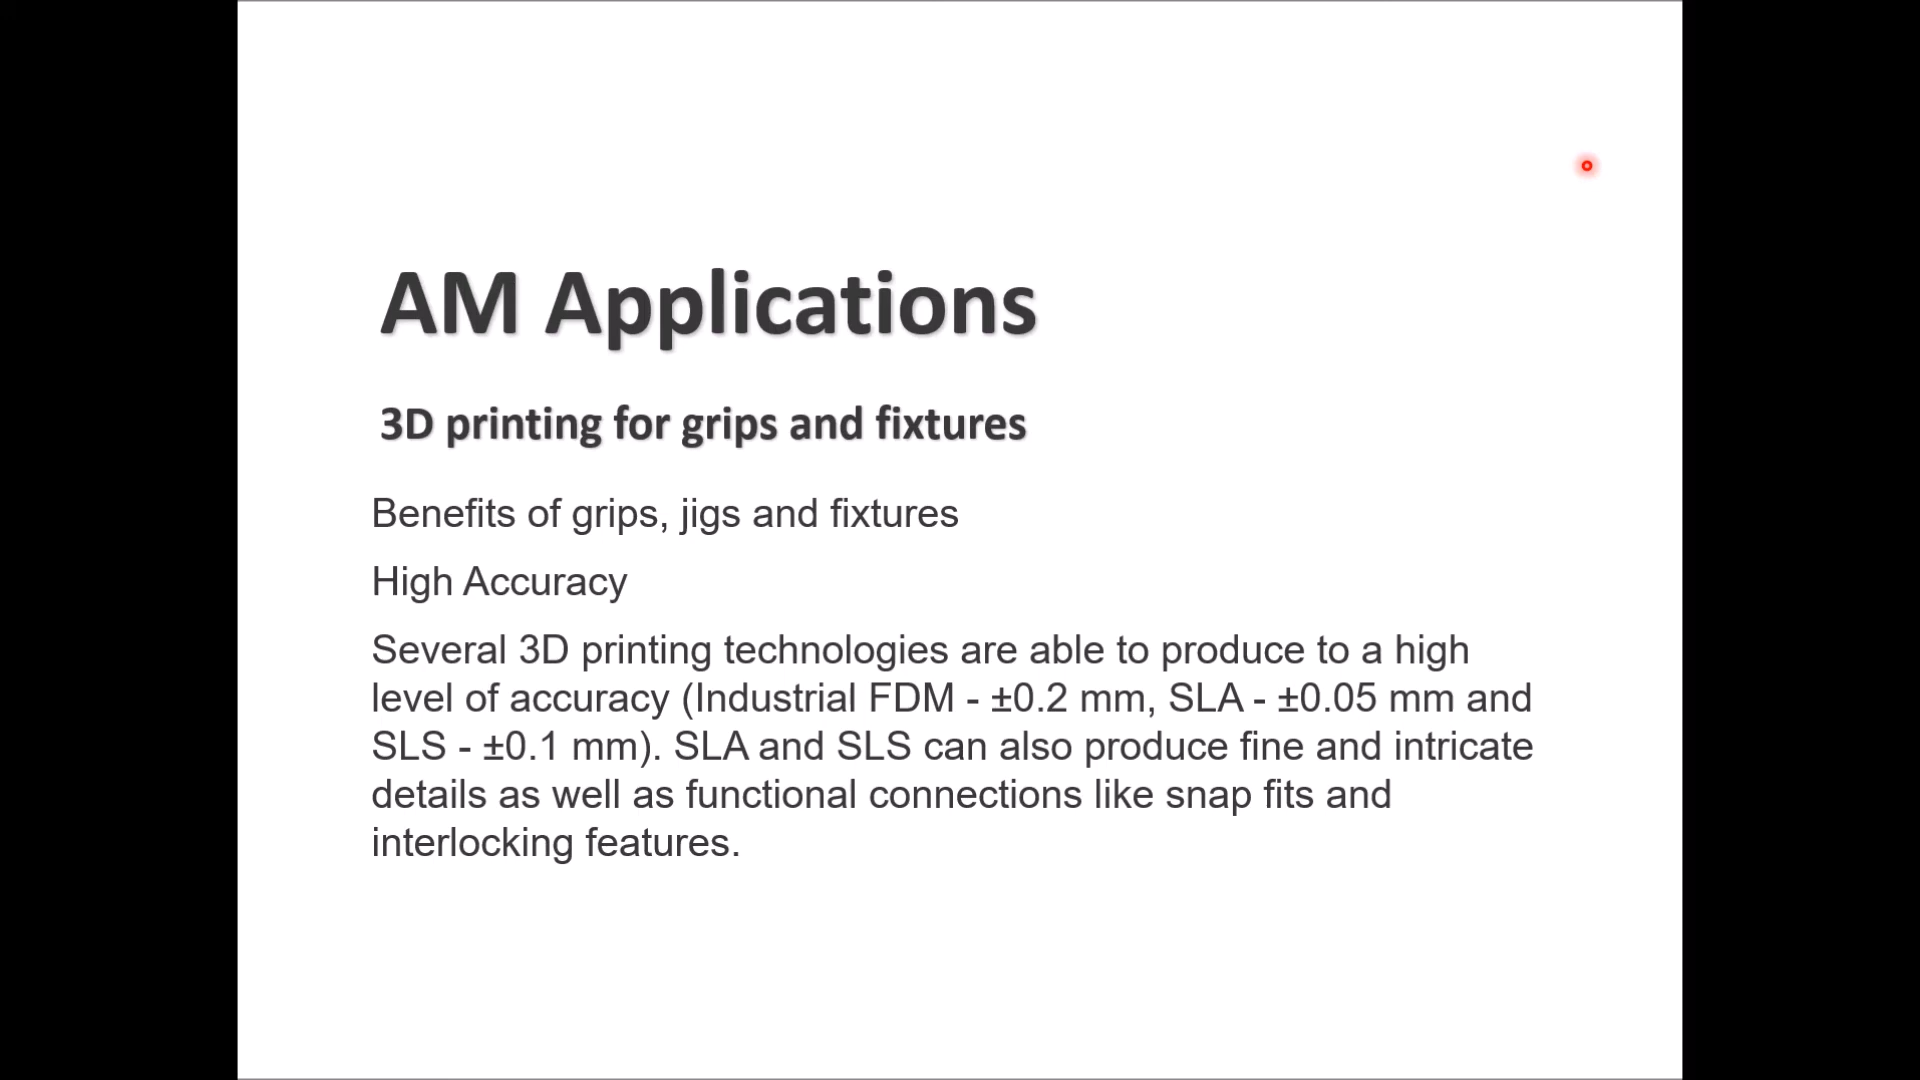 AM Applications
3D printing for grips and fixtures
Benefits of grips, jigs and fixtures
High Accuracy
Several 3D printing technologies are able to produce to a high
level of accuracy (Industrial FDM - ±0.2 mm, SLA - ±0.05 mm and
SLS - ±0.1 mm). SLA and SLS can also produce fine and intricate
details as well as functional connections like snap fits and
interlocking features.